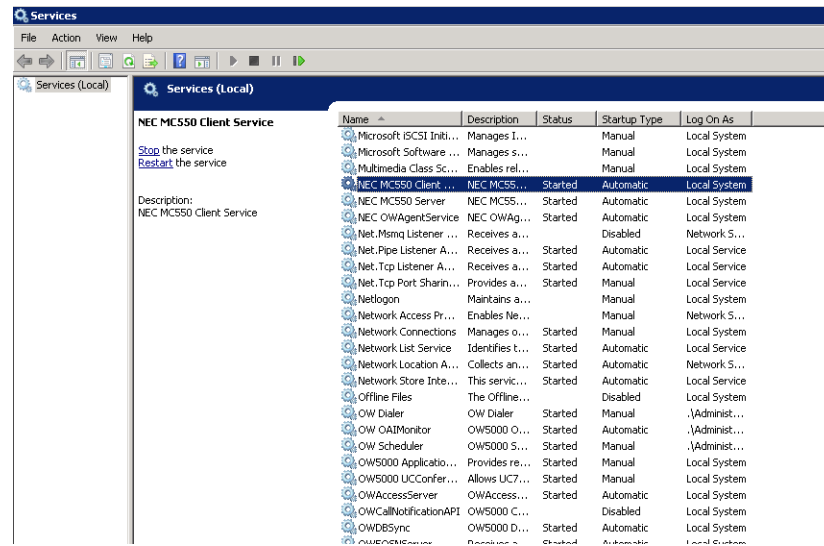 Services
File Action View Help
Services (Local)
Services (Local)
NEC MC550 Client Service
Stop the service
Restart the service
Description:
NEC MC550 Client Service
Name Description Status Startup Type Log On As
Microsoft iSCSI Initi... Manages I... Manual Local System
Microsoft Software ... Manages s... Manual Local System
Multimedia Class Sc... Enables rel... Manual Local System
NEC MC550 Client ... NEC MC55... Started Automatic Local System
NEC MC550 Server NEC MC55... Started Automatic Local System
NEC OWAgentService NEC OWAg... Started Automatic Local System
Net.Msmq Listener ... Receives a... Disabled Network S...
Net.Pipe Listener A... Receives a... Started Automatic Local Service
Net.Tcp Listener A... Receives a... Started Automatic Local Service
Net.Tcp Port Sharin... Provides a... Started Manual Local Service
Netlogon Maintains a... Manual Local System
Network Access Pr... Enables Ne... Manual Network S...
Network Connections Manages o... Started Manual Local System
Network List Service Identifies t... Started Automatic Local Service
Network Location A... Collects an... Started Automatic Network S...
Network Store Inte... This servic... Started Automatic Local Service
Offline Files The Offline... Disabled Local System
OW Dialer OW Dialer Started Manual .\Administ...
OW OAIMonitor OW5000 O... Started Automatic .\Administ...
OW Scheduler OW5000 S... Started Manual .\Administ...
OW5000 Applicatio... Provides re... Started Manual Local System
OW5000 UCConfer... Allows UC7... Started Manual Local System
OWAccessServer OWAccess... Started Automatic Local System
OWCallNotificationAPI OW5000 C... Disabled Local System
OWDBSync OW5000 D... Started Automatic Local System
Receives a Started Automatic Local System